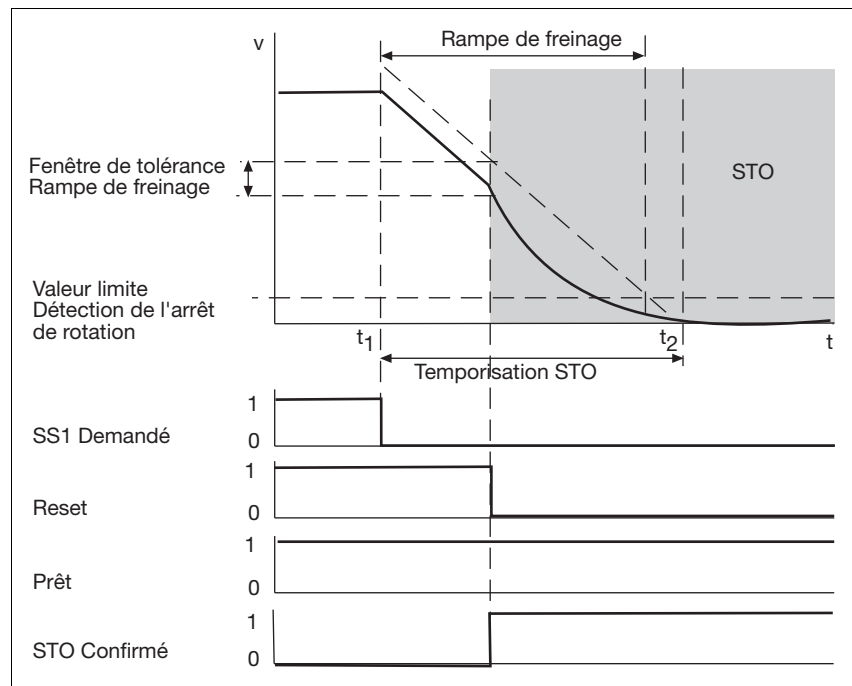 v
Rampe de freinage
Fenêtre de tolérance
Rampe de freinage
STO
Valeur limite
Détection de l'arrêt
de rotation
t1
t2
t
Temporisation STO
SS1 Demandé
1
0
Reset
1
0
Prêt
1
0
STO Confirmé
1
0